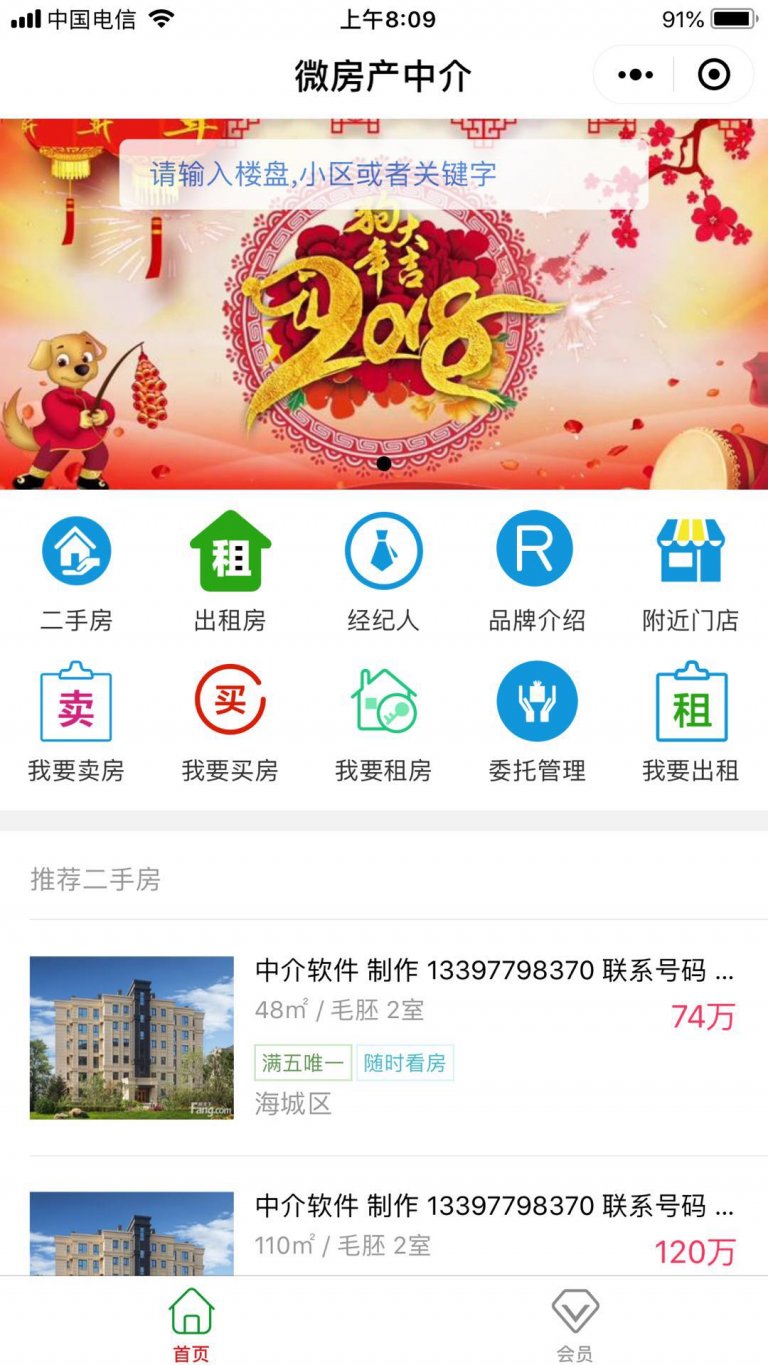 中国电信
上午8:09
91%
微房产中介
请输入楼盘,小区或者关键字
狗年大吉
2018
租
R
二手房
出租房
经纪人
品牌介绍
附近门店
卖
买
租
我要卖房
我要买房
我要租房
委托管理
我要出租
推荐二手房
中介软件 制作 13397798370 联系号码 ...
48㎡ / 毛胚 2室
74万
满五唯一
随时看房
海城区
Fang.com
中介软件 制作 13397798370 联系号码 ...
110㎡ / 毛胚 2室
120万
首页
会员